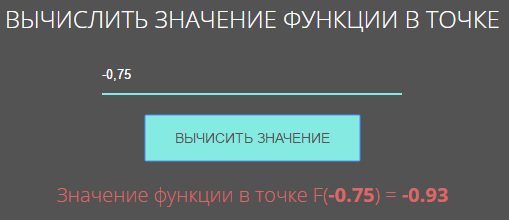 ВЫЧИСЛИТЬ ЗНАЧЕНИЕ ФУНКЦИИ В ТОЧКЕ
-0,75
ВЫЧИСИТЬ ЗНАЧЕНИЕ
Значение функции в точке F(-0.75) = -0.93